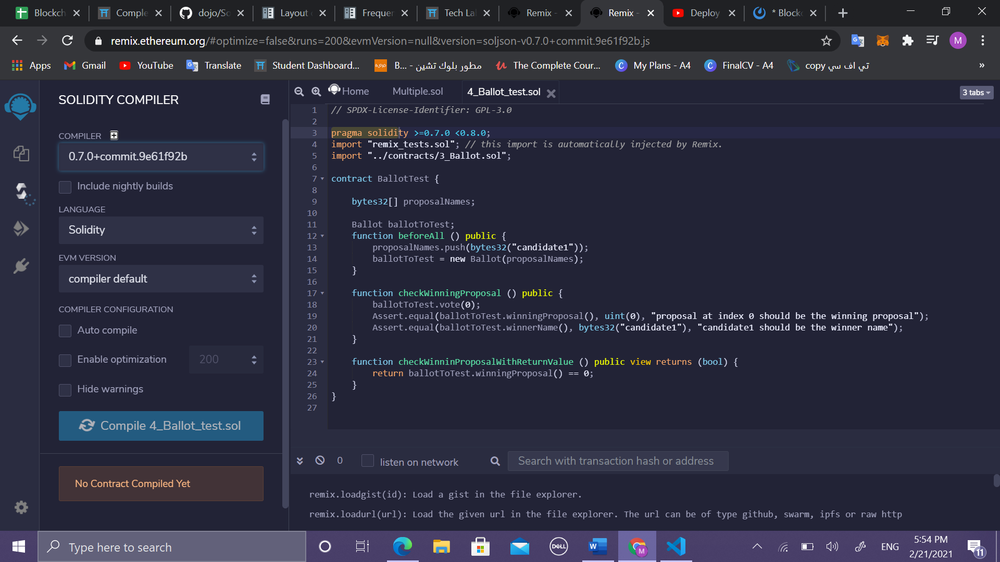 Blockch
Comple
dojo/So
Layout
Frequer
Tech La
Remix -
Remix -
Deploy
* Block
remix.ethereum.org/#optimize=false&runs=200&evmVersion=null&version=soljson-v0.7.0+commit.9e61f92b.js
M
Apps
Gmail
YouTube
Translate
Student Dashboard...
B... - مطور بلوك تشين
The Complete Cour...
My Plans - A4
FinalCV - A4
copy تي اف سي
»
SOLIDITY COMPILER
COMPILER
0.7.0+commit.9e61f92b
Include nightly builds
LANGUAGE
Solidity
EVM VERSION
compiler default
COMPILER CONFIGURATION
Auto compile
Enable optimization
200
Hide warnings
Compile 4_Ballot_test.sol
No Contract Compiled Yet
Home
Multiple.sol
4_Ballot_test.sol
3 tabs
1 // SPDX-License-Identifier: GPL-3.0
2
3 pragma solidity >=0.7.0 <0.8.0;
4 import "remix_tests.sol"; // this import is automatically injected by Remix.
5 import "../contracts/3_Ballot.sol";
6
7 contract BallotTest {
8
9 bytes32[] proposalNames;
10
11 Ballot ballotToTest;
12 function beforeAll () public {
13 proposalNames.push(bytes32("candidate1"));
14 ballotToTest = new Ballot(proposalNames);
15 }
16
17 function checkWinningProposal () public {
18 ballotToTest.vote(0);
19 Assert.equal(ballotToTest.winningProposal(), uint(0), "proposal at index 0 should be the winning proposal");
20 Assert.equal(ballotToTest.winnerName(), bytes32("candidate1"), "candidate1 should be the winner name");
21 }
22
23 function checkWinninProposalWithReturnValue () public view returns (bool) {
24 return ballotToTest.winningProposal() == 0;
25 }
26 }
27
0
listen on network
Search with transaction hash or address
remix.loadgist(id): Load a gist in the file explorer.
remix.loadurl(url): Load the given url in the file explorer. The url can be of type github, swarm, ipfs or raw http
Type here to search
DELL
W
M
ENG
5:54 PM
2/21/2021
11